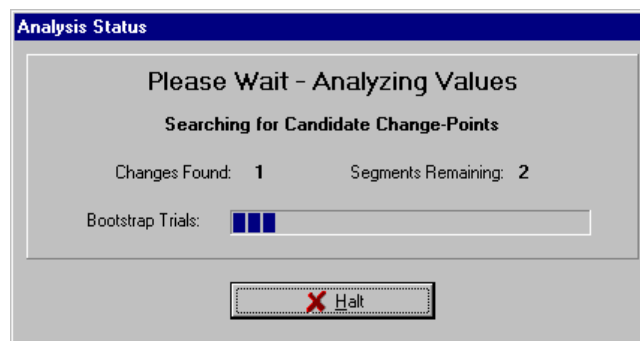 Analysis Status
Please Wait - Analyzing Values
Searching for Candidate Change-Points
Changes Found: 1 Segments Remaining: 2
Bootstrap Trials:
Halt